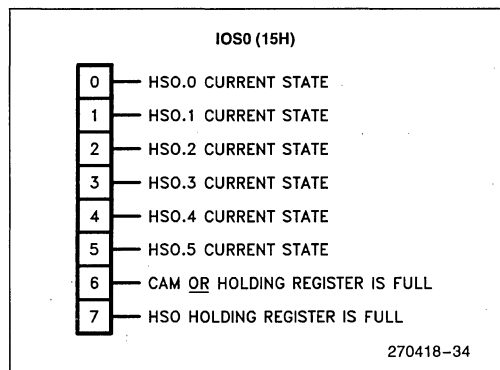 IOS0 (15H)
0 HSO.0 CURRENT STATE
1 HSO.1 CURRENT STATE
2 HSO.2 CURRENT STATE
3 HSO.3 CURRENT STATE
4 HSO.4 CURRENT STATE
5 HSO.5 CURRENT STATE
6 CAM OR HOLDING REGISTER IS FULL
7 HSO HOLDING REGISTER IS FULL
270418-34